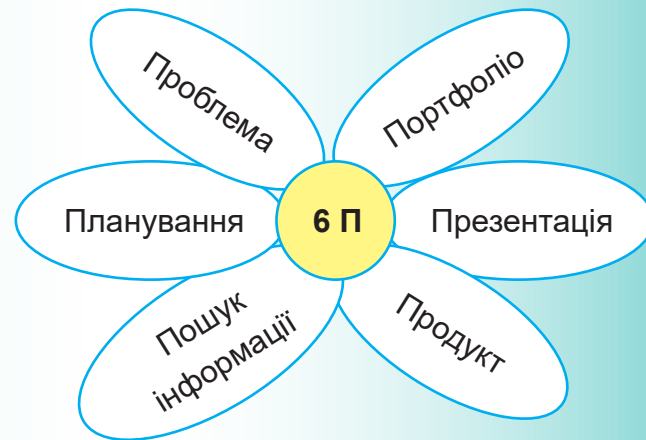 Проблема
Портфоліо
Планування
6 П
Презентація
Пошук
інформації
Продукт